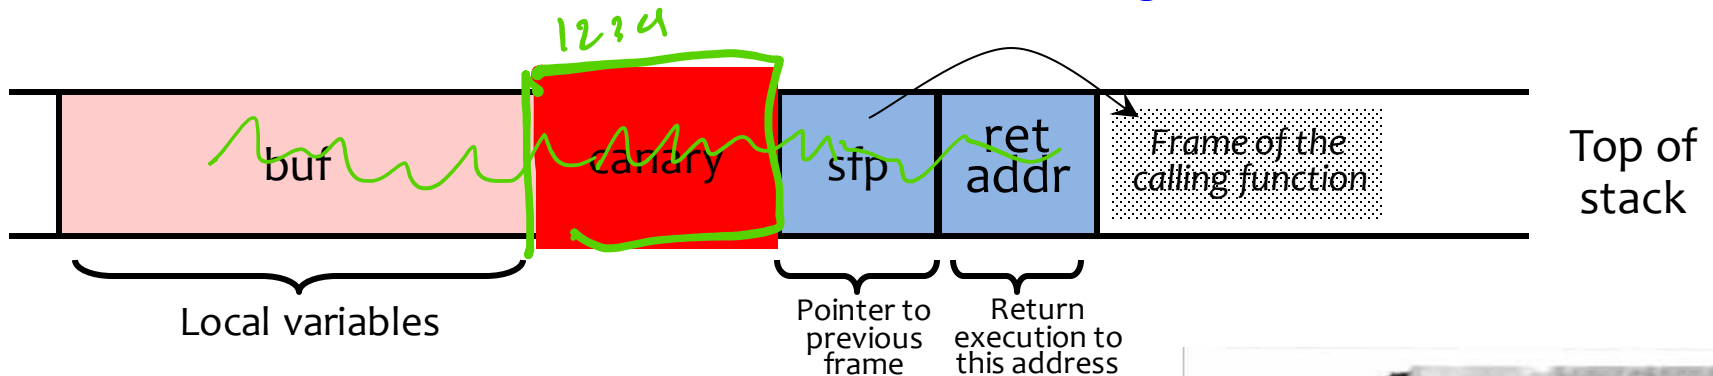 1234
buf
canary
sfp
ret
addr
Frame of the
calling function
Top of
stack
Local variables
Pointer to
previous
frame
Return
execution to
this address